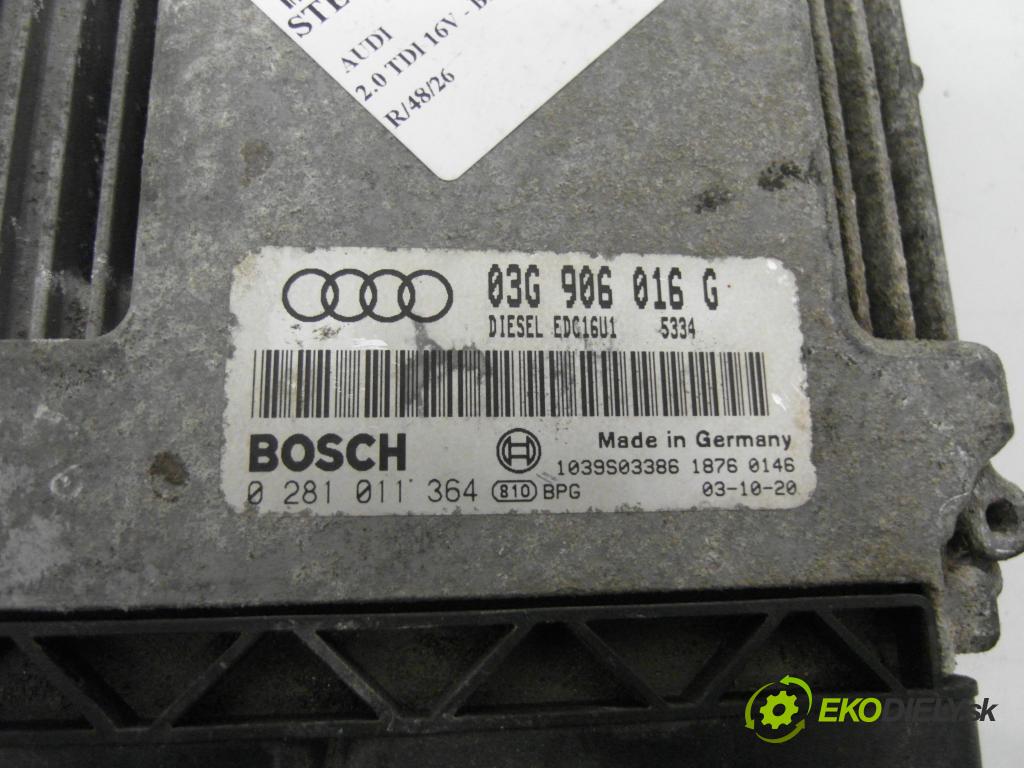 STE
AUDI
2.0 TDI 16V - B
R/48/26
03G 906 016 G
DIESEL EDC16U1 5334
BOSCH
Made in Germany
1039S03386 1876 0146
0 281 011 364 810 BPG 03-10-20
EKODIELY.sk